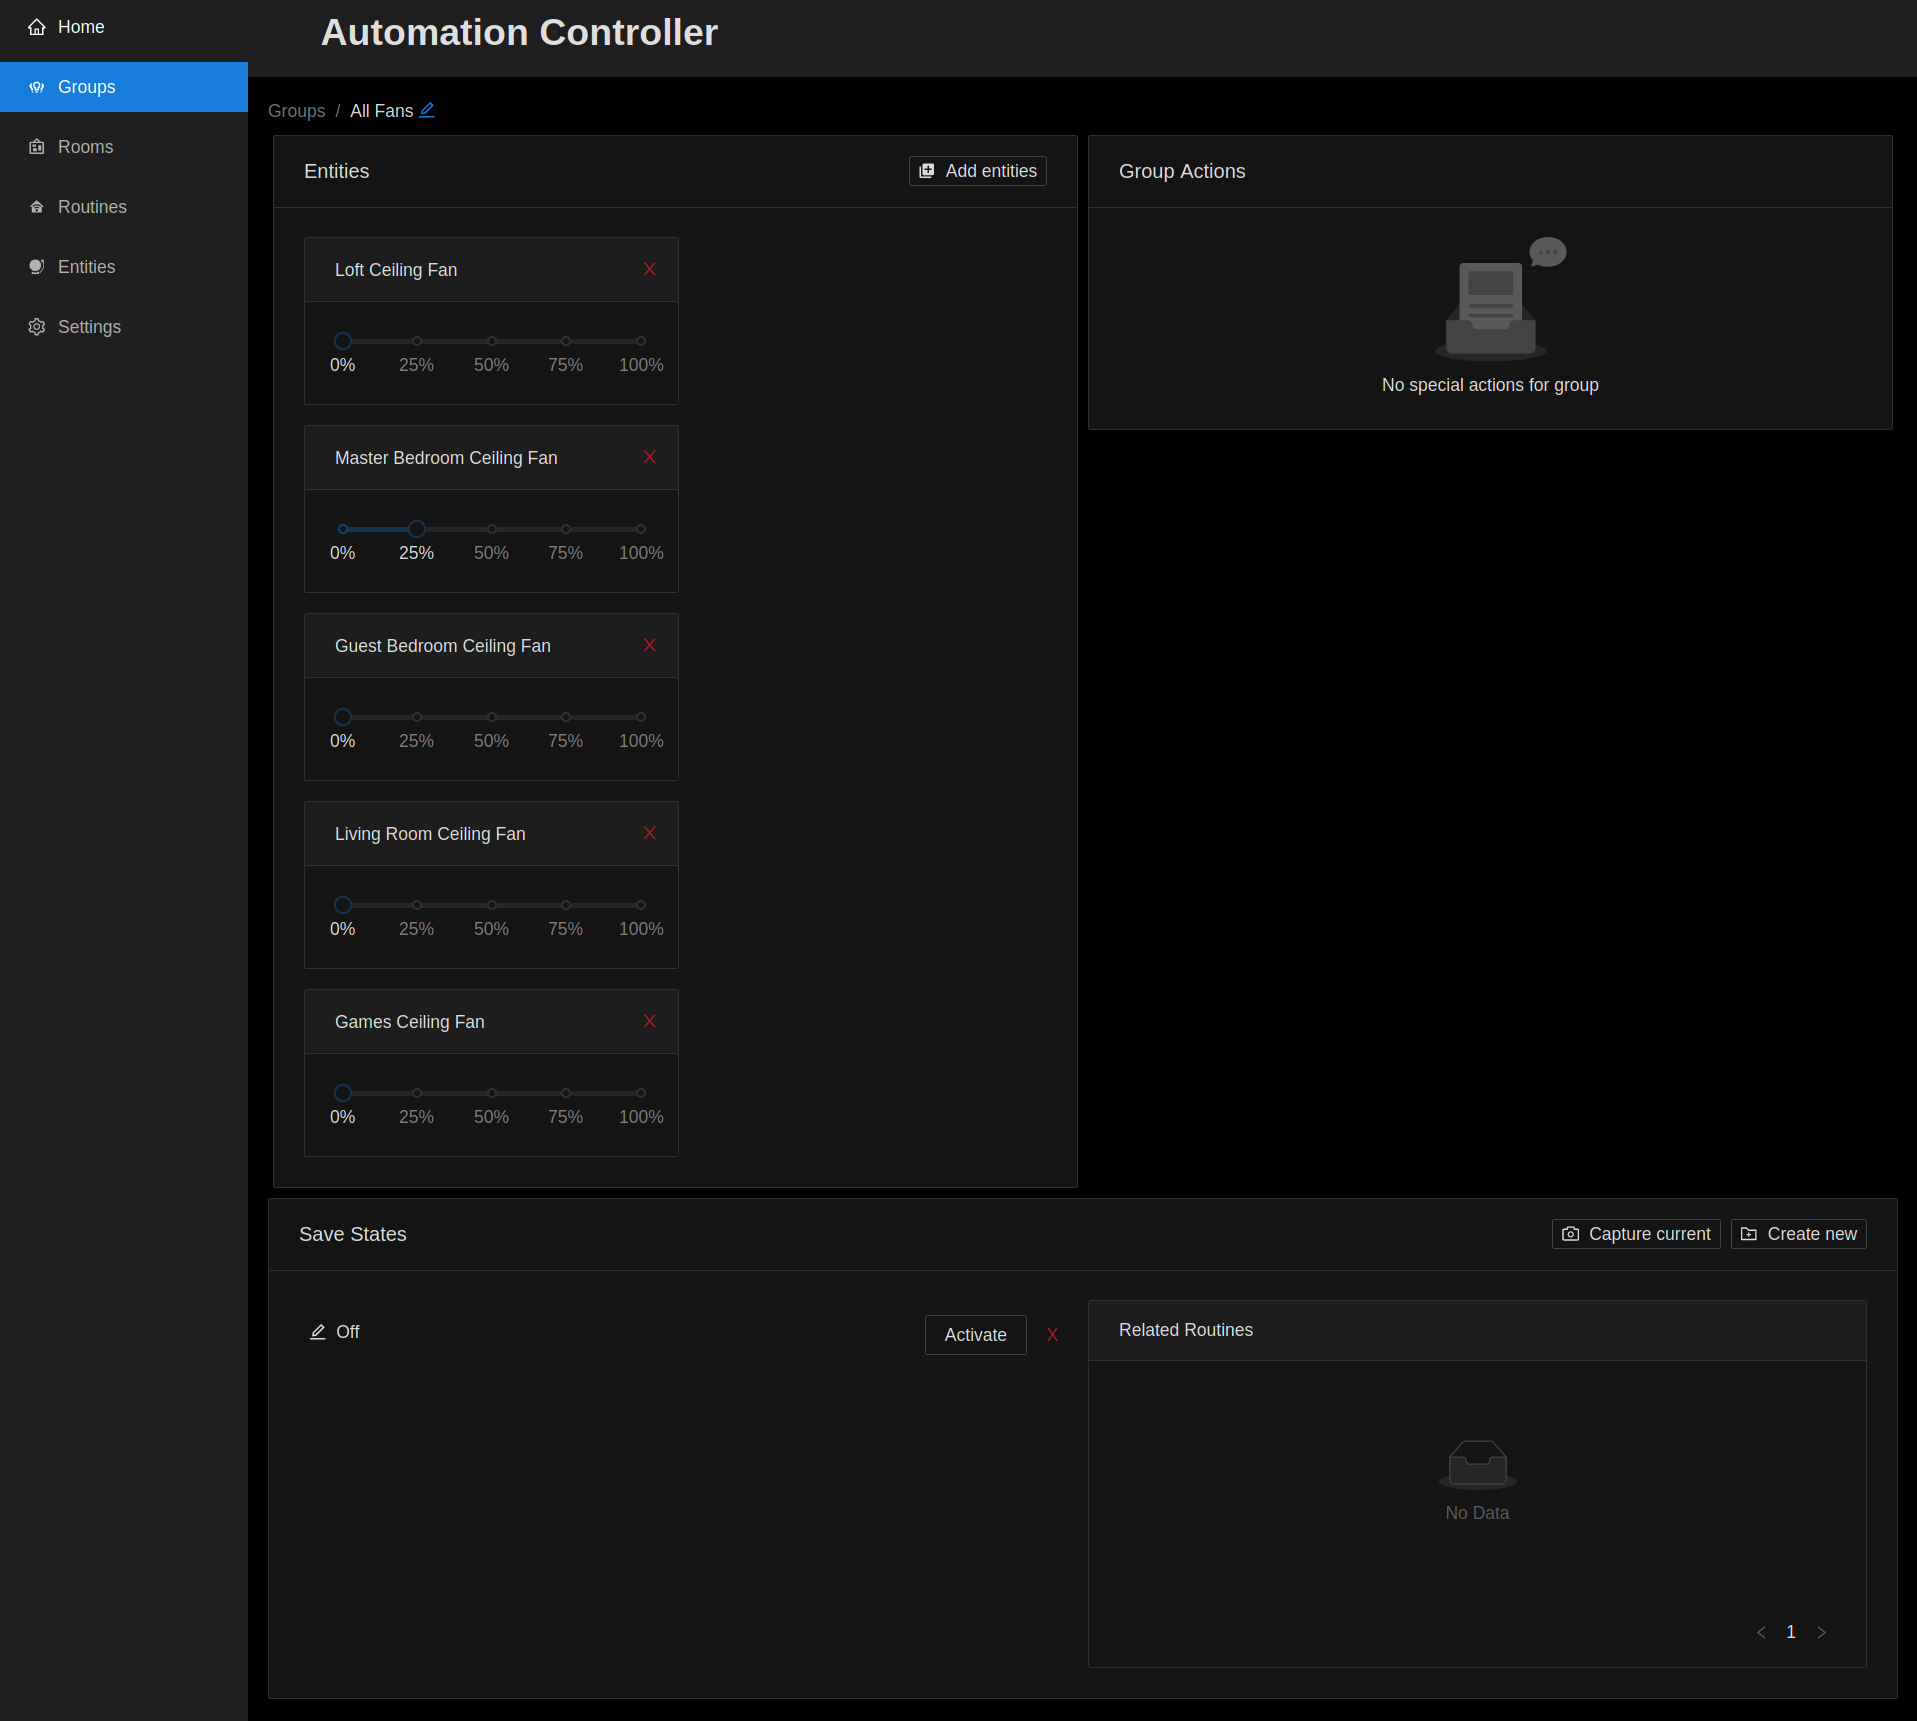 Home
Automation Controller
Groups
Rooms
Routines
Entities
Settings
Groups / All Fans
Entities
Add entities
Loft Ceiling Fan
X
0% 25% 50% 75% 100%
Master Bedroom Ceiling Fan
X
0% 25% 50% 75% 100%
Guest Bedroom Ceiling Fan
X
0% 25% 50% 75% 100%
Living Room Ceiling Fan
X
0% 25% 50% 75% 100%
Games Ceiling Fan
X
0% 25% 50% 75% 100%
Group Actions
No special actions for group
Save States
Capture current
Create new
Off
Activate
X
Related Routines
No Data
< 1 >